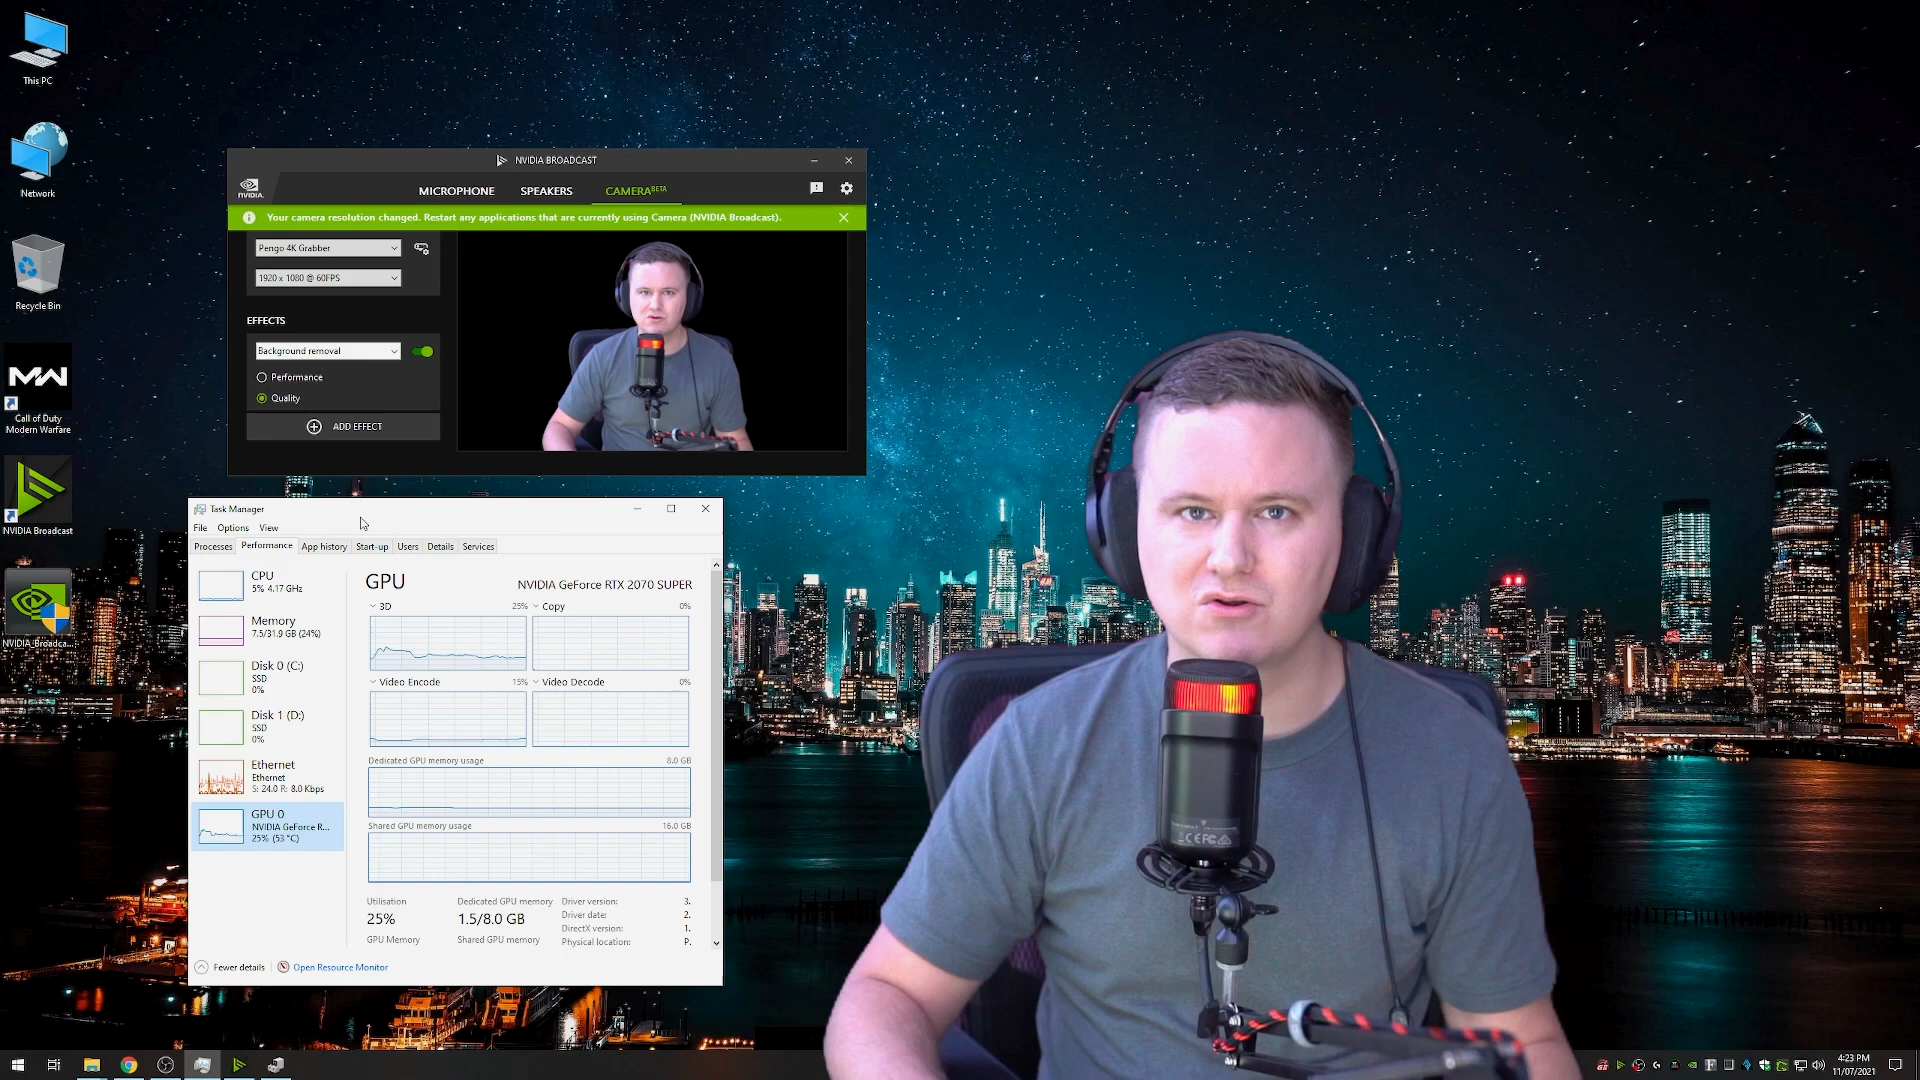 This PC
Network
Recycle Bin
MW
Call of Duty
Modern Warfare
NVIDIA Broadcast
NVIDIA_Broadca...
NVIDIA BROADCAST
NVIDIA.
MICROPHONE
SPEAKERS
CAMERA BETA
Your camera resolution changed. Restart any applications that are currently using Camera (NVIDIA Broadcast).
Pengo 4K Grabber
1920 x 1080 @ 60FPS
EFFECTS
Background removal
Performance
Quality
ADD EFFECT
Task Manager
File Options View
Processes Performance App history Start-up Users Details Services
CPU
5% 4.17 GHz
Memory
7.5/31.9 GB (24%)
Disk 0 (C:)
SSD
0%
Disk 1 (D:)
SSD
0%
Ethernet
Ethernet
S: 24.0 R: 8.0 Kbps
GPU 0
NVIDIA GeForce R...
25% (53 °C)
GPU
NVIDIA GeForce RTX 2070 SUPER
3D 25% Copy 0%
Video Encode 15% Video Decode 0%
Dedicated GPU memory usage 8.0 GB
Shared GPU memory usage 16.0 GB
Utilisation
25%
GPU Memory
Dedicated GPU memory
1.5/8.0 GB
Shared GPU memory
Driver version: 3.
Driver date: 2.
DirectX version: 1.
Physical location: P.
Fewer details
Open Resource Monitor
4:23 PM
11/07/2021